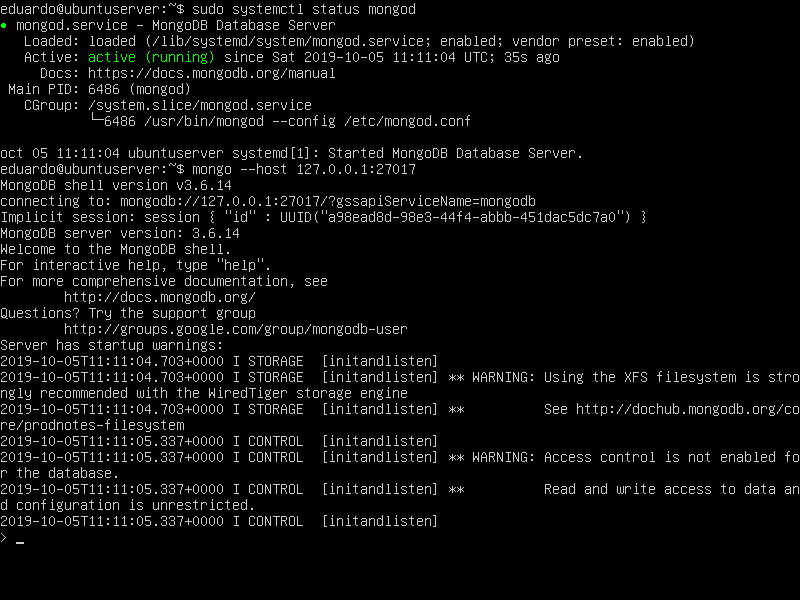 eduardo@ubuntuserver:~$ sudo systemctl status mongod
● mongod.service – MongoDB Database Server
   Loaded: loaded (/lib/systemd/system/mongod.service; enabled; vendor preset: enabled)
   Active: active (running) since Sat 2019-10-05 11:11:04 UTC; 35s ago
     Docs: https://docs.mongodb.org/manual
 Main PID: 6486 (mongod)
   CGroup: /system.slice/mongod.service
           └─6486 /usr/bin/mongod --config /etc/mongod.conf

oct 05 11:11:04 ubuntuserver systemd[1]: Started MongoDB Database Server.
eduardo@ubuntuserver:~$ mongo --host 127.0.0.1:27017
MongoDB shell version v3.6.14
connecting to: mongodb://127.0.0.1:27017/?gssapiServiceName=mongodb
Implicit session: session { "id" : UUID("a98ead8d-98e3-44f4-abbb-451dac5dc7a0") }
MongoDB server version: 3.6.14
Welcome to the MongoDB shell.
For interactive help, type "help".
For more comprehensive documentation, see
        http://docs.mongodb.org/
Questions? Try the support group
        http://groups.google.com/group/mongodb-user
Server has startup warnings:
2019-10-05T11:11:04.703+0000 I STORAGE  [initandlisten]
2019-10-05T11:11:04.703+0000 I STORAGE  [initandlisten] ** WARNING: Using the XFS filesystem is stro
ngly recommended with the WiredTiger storage engine
2019-10-05T11:11:04.703+0000 I STORAGE  [initandlisten] **          See http://dochub.mongodb.org/co
re/prodnotes-filesystem
2019-10-05T11:11:05.337+0000 I CONTROL  [initandlisten]
2019-10-05T11:11:05.337+0000 I CONTROL  [initandlisten] ** WARNING: Access control is not enabled fo
r the database.
2019-10-05T11:11:05.337+0000 I CONTROL  [initandlisten] **          Read and write access to data an
d configuration is unrestricted.
2019-10-05T11:11:05.337+0000 I CONTROL  [initandlisten]
> _